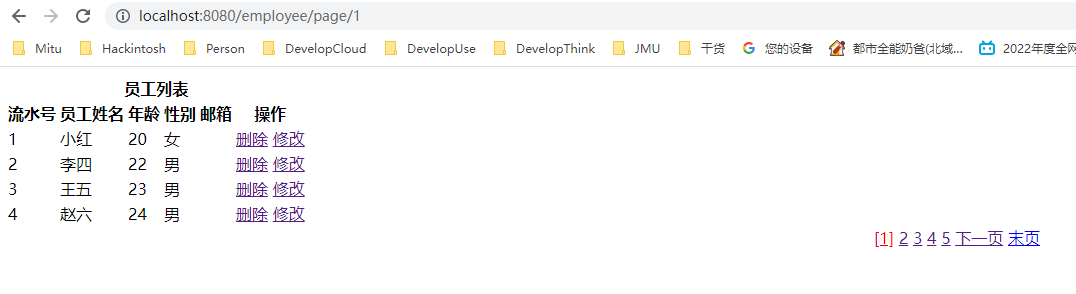 localhost:8080/employee/page/1
Mitu Hackintosh Person DevelopCloud DevelopUse DevelopThink JMU 干货 您的设备 都市全能奶爸(北域... 2022年度全网
员工列表
流水号 员工姓名 年龄 性别 邮箱 操作
1 小红 20 女 删除 修改
2 李四 22 男 删除 修改
3 王五 23 男 删除 修改
4 赵六 24 男 删除 修改
[1] 2 3 4 5 下一页 末页